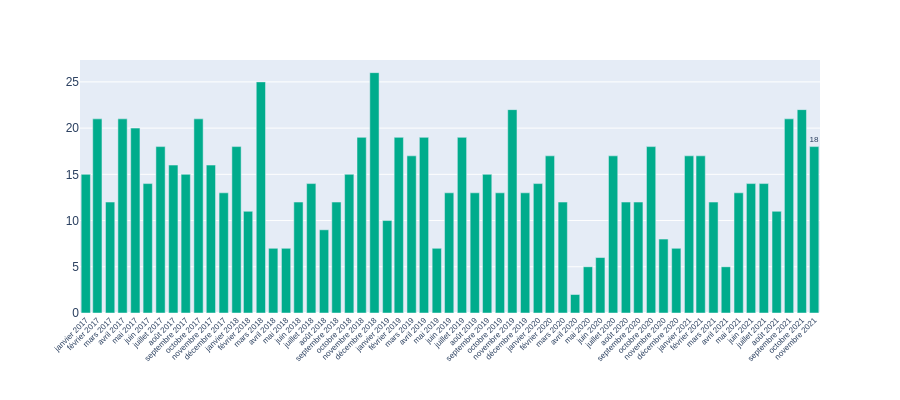 25
20
15
10
5
0
18
janvier 2017
février 2017
mars 2017
avril 2017
mai 2017
juin 2017
juillet 2017
août 2017
septembre 2017
octobre 2017
novembre 2017
décembre 2017
janvier 2018
février 2018
mars 2018
avril 2018
mai 2018
juin 2018
juillet 2018
août 2018
septembre 2018
octobre 2018
novembre 2018
décembre 2018
janvier 2019
février 2019
mars 2019
avril 2019
mai 2019
juin 2019
juillet 2019
août 2019
septembre 2019
octobre 2019
novembre 2019
décembre 2019
janvier 2020
février 2020
mars 2020
avril 2020
mai 2020
juin 2020
juillet 2020
août 2020
septembre 2020
octobre 2020
novembre 2020
décembre 2020
janvier 2021
février 2021
mars 2021
avril 2021
mai 2021
juin 2021
juillet 2021
août 2021
septembre 2021
octobre 2021
novembre 2021